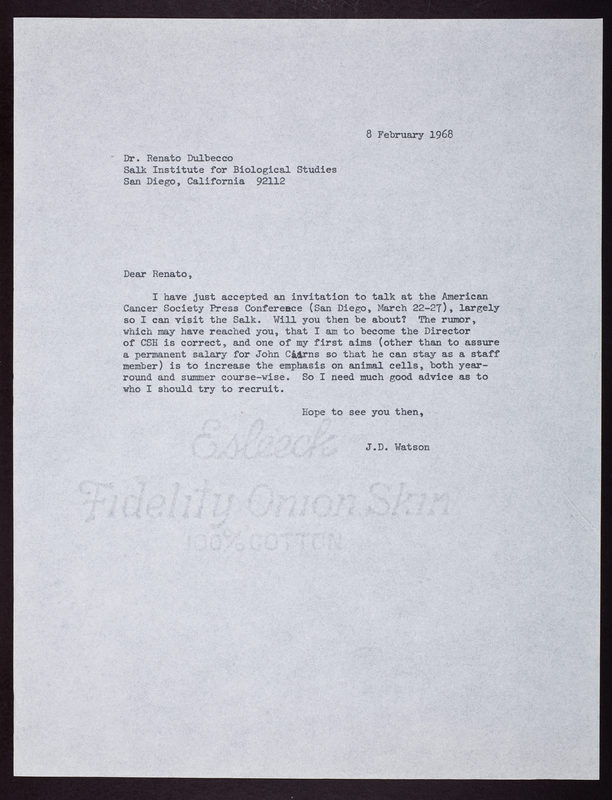 8 February 1968
Dr. Renato Dulbecco
Salk Institute for Biological Studies
San Diego, California 92112
Dear Renato,
I have just accepted an invitation to talk at the American
Cancer Society Press Conference (San Diego, March 22-27), largely
so I can visit the Salk. Will you then be about? The rumor,
which may have reached you, that I am to become the Director
of CSH is correct, and one of my first aims (other than to assure
a permanent salary for John Cairns so that he can stay as a staff
member) is to increase the emphasis on animal cells, both year-
round and summer course-wise. So I need much good advice as to
who I should try to recruit.
Hope to see you then,
J.D. Watson
Esleeck
Fidelity Onion Skin
100% COTTON